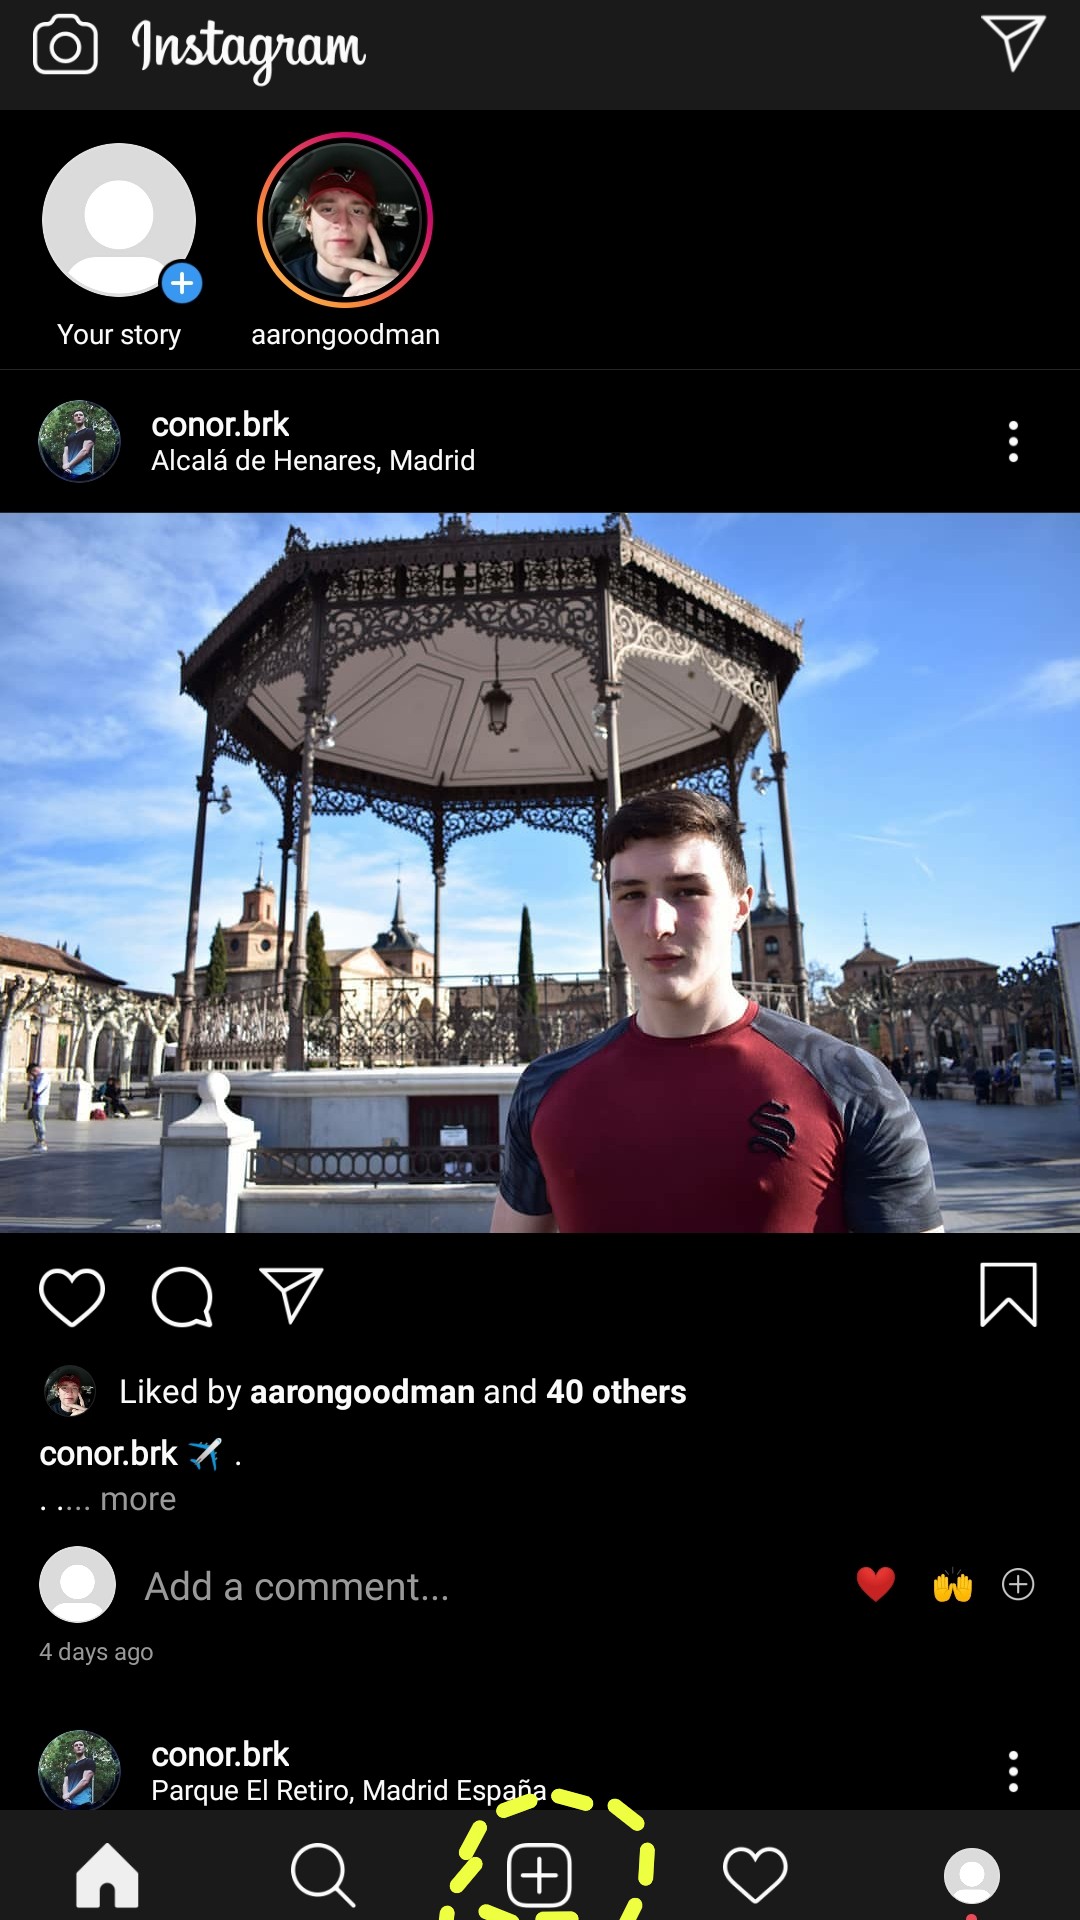 Instagram
Your story
aarongoodman
conor.brk
Alcalá de Henares, Madrid
Liked by aarongoodman and 40 others
conor.brk ✈️ .
. .... more
Add a comment...
4 days ago
conor.brk
Parque El Retiro, Madrid España